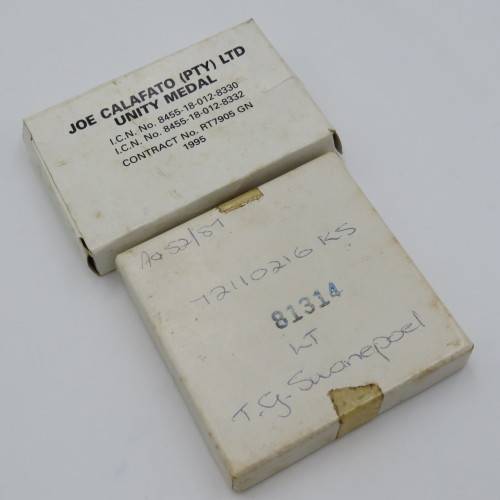 JOE CALAFATO (PTY) LTD
UNITY MEDAL
I.C.N. No. 8455-18-012-8330
I.C.N. No. 8455-18-012-8332
CONTRACT No. RT7905 GN
1995
72110216 KS
81314
T.G. Swanepoel